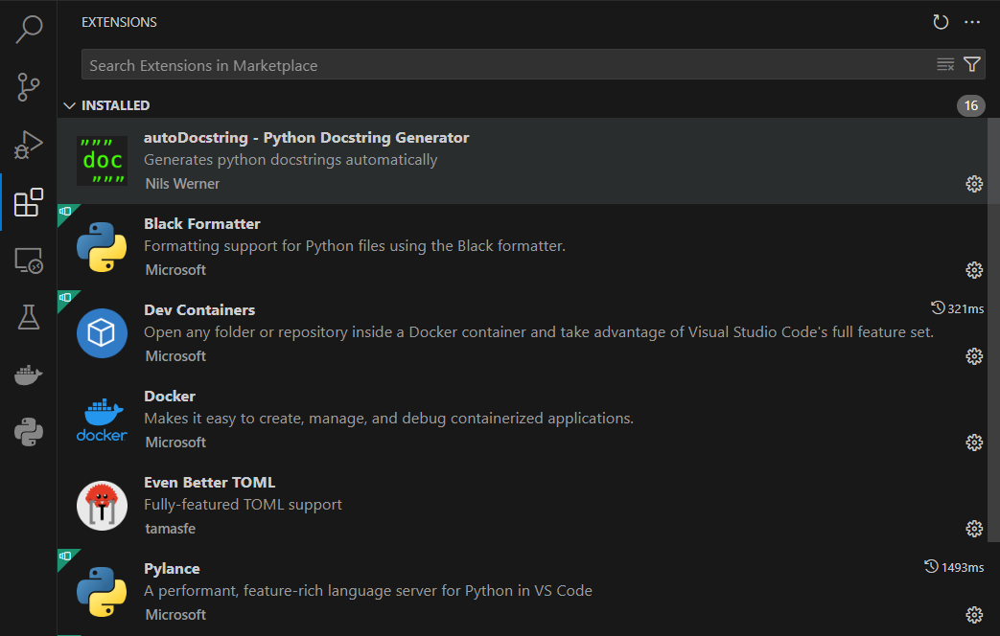 EXTENSIONS
Search Extensions in Marketplace
INSTALLED 16
""" 
doc
"""
autoDocstring - Python Docstring Generator
Generates python docstrings automatically
Nils Werner
Black Formatter
Formatting support for Python files using the Black formatter.
Microsoft
Dev Containers 321ms
Open any folder or repository inside a Docker container and take advantage of Visual Studio Code's full feature set.
Microsoft
docker
Docker
Makes it easy to create, manage, and debug containerized applications.
Microsoft
Even Better TOML
Fully-featured TOML support
tamasfe
Pylance 1493ms
A performant, feature-rich language server for Python in VS Code
Microsoft